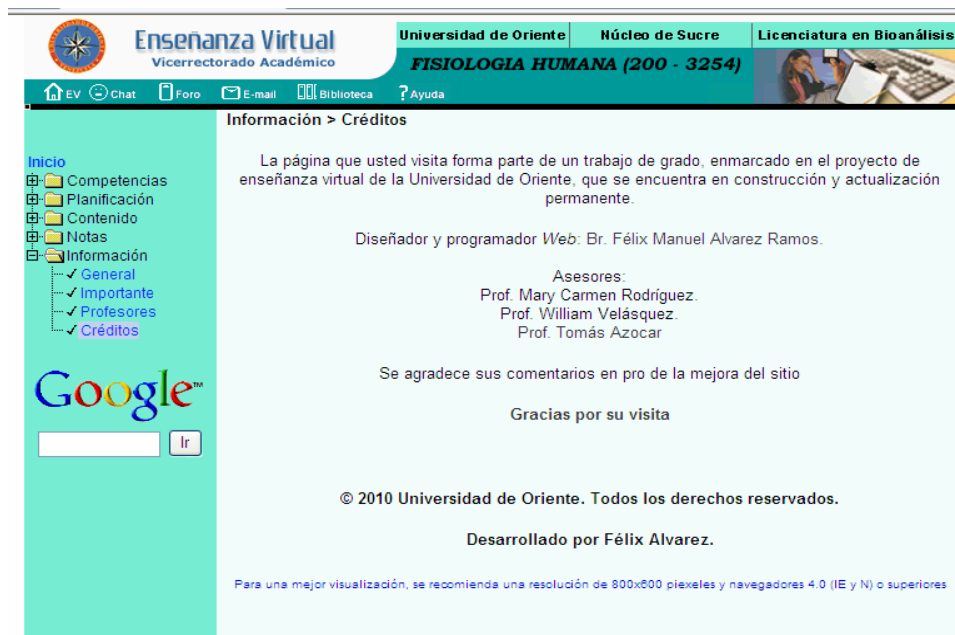 Enseñanza Virtual
Vicerrectorado Académico
Universidad de Oriente
Núcleo de Sucre
Licenciatura en Bioanálisis
FISIOLOGIA HUMANA (200 - 3254)
EV Chat Foro E-mail Biblioteca ? Ayuda
Información > Créditos
Inicio
Competencias
Planificación
Contenido
Notas
Información
General
Importante
Profesores
Créditos
Google™
Ir
La página que usted visita forma parte de un trabajo de grado, enmarcado en el proyecto de
enseñanza virtual de la Universidad de Oriente, que se encuentra en construcción y actualización
permanente.
Diseñador y programador Web: Br. Félix Manuel Alvarez Ramos.
Asesores:
Prof. Mary Carmen Rodríguez.
Prof. William Velásquez.
Prof. Tomás Azocar
Se agradece sus comentarios en pro de la mejora del sitio
Gracias por su visita
© 2010 Universidad de Oriente. Todos los derechos reservados.
Desarrollado por Félix Alvarez.
Para una mejor visualización, se recomienda una resolución de 800x600 piexeles y navegadores 4.0 (IE y N) o superiores